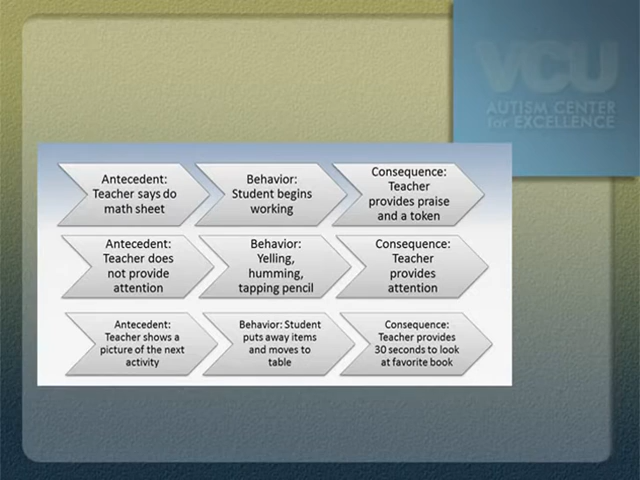 VCU
AUTISM CENTER
for EXCELLENCE
Antecedent:
Teacher says do
math sheet
Behavior:
Student begins
working
Consequence:
Teacher
provides praise
and a token
Antecedent:
Teacher does
not provide
attention
Behavior:
Yelling,
humming,
tapping pencil
Consequence:
Teacher
provides
attention
Antecedent:
Teacher shows a
picture of the next
activity
Behavior: Student
puts away items
and moves to
table
Consequence:
Teacher provides
30 seconds to look
at favorite book